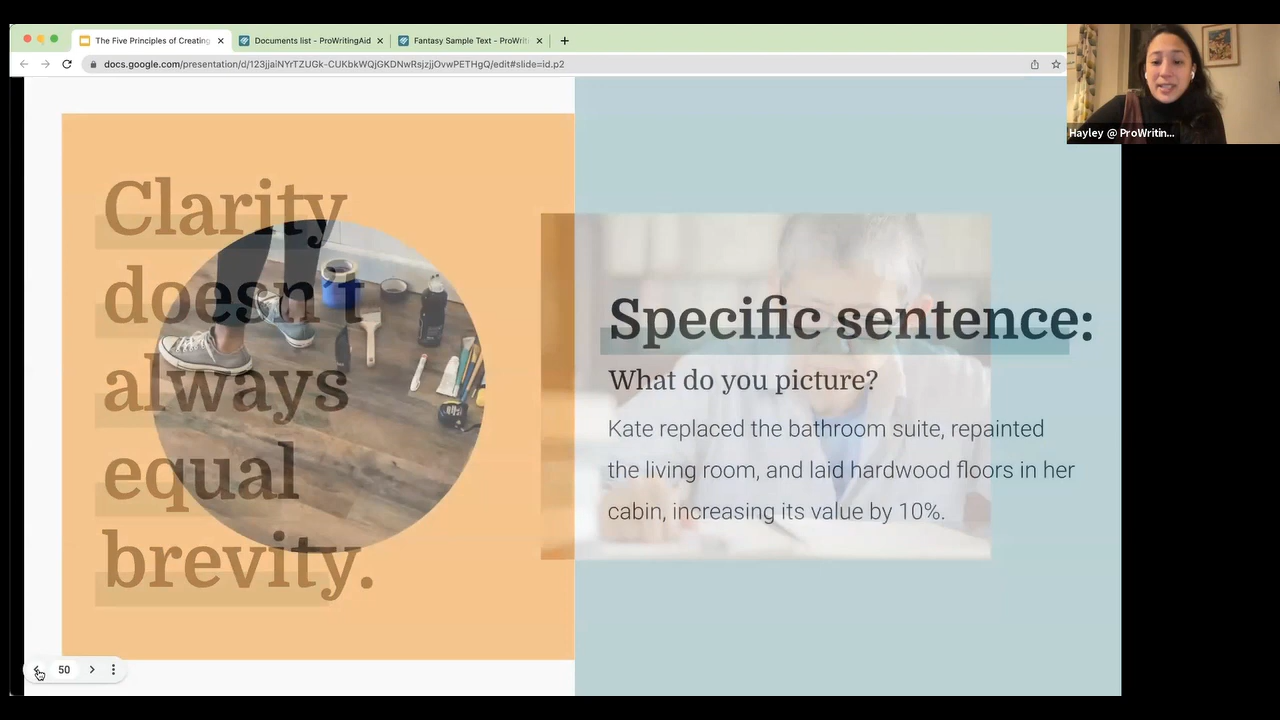 The Five Principles of Creating
Documents list - ProWritingAid
Fantasy Sample Text - ProWrit
docs.google.com/presentation/d/123jjaiNYrTZUGk-CUKbkWQjGKDNwRsjzjjOvwPETHgQ/edit#slide=id.p2
Hayley @ ProWritin...
Clarity
doesn't
always
equal
brevity.
Specific sentence:
What do you picture?
Kate replaced the bathroom suite, repainted
the living room, and laid hardwood floors in her
cabin, increasing its value by 10%.
50